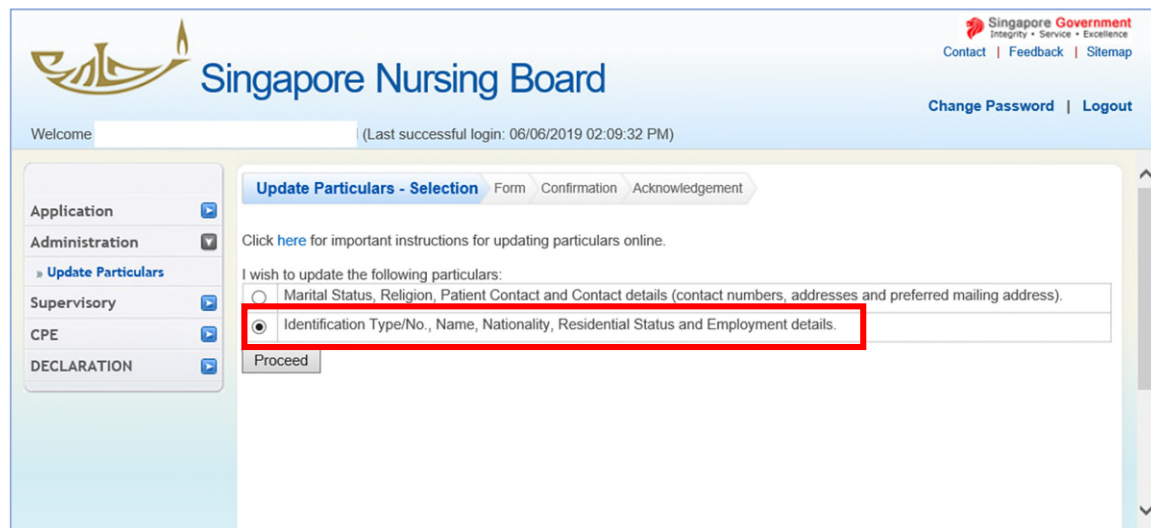 Singapore Government
Integrity • Service • Excellence
Contact | Feedback | Sitemap
Singapore Nursing Board
Change Password | Logout
Welcome (Last successful login: 06/06/2019 02:09:32 PM)
Update Particulars - Selection Form Confirmation Acknowledgement
Application
Administration
» Update Particulars
Supervisory
CPE
DECLARATION
Click here for important instructions for updating particulars online.
I wish to update the following particulars:
Marital Status, Religion, Patient Contact and Contact details (contact numbers, addresses and preferred mailing address).
Identification Type/No., Name, Nationality, Residential Status and Employment details.
Proceed